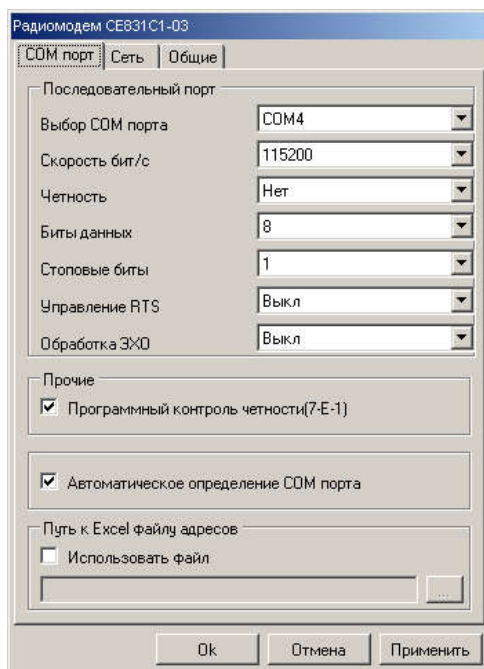 Радиомодем CE831C1-03
COM порт Сеть Общие
Последовательный порт
Выбор COM порта COM4
Скорость бит/с 115200
Четность Нет
Биты данных 8
Стоповые биты 1
Управление RTS Выкл
Обработка ЭХО Выкл
Прочие
Программный контроль четности(7-E-1)
Автоматическое определение COM порта
Путь к Excel файлу адресов
Использовать файл
...
Ok Отмена Применить